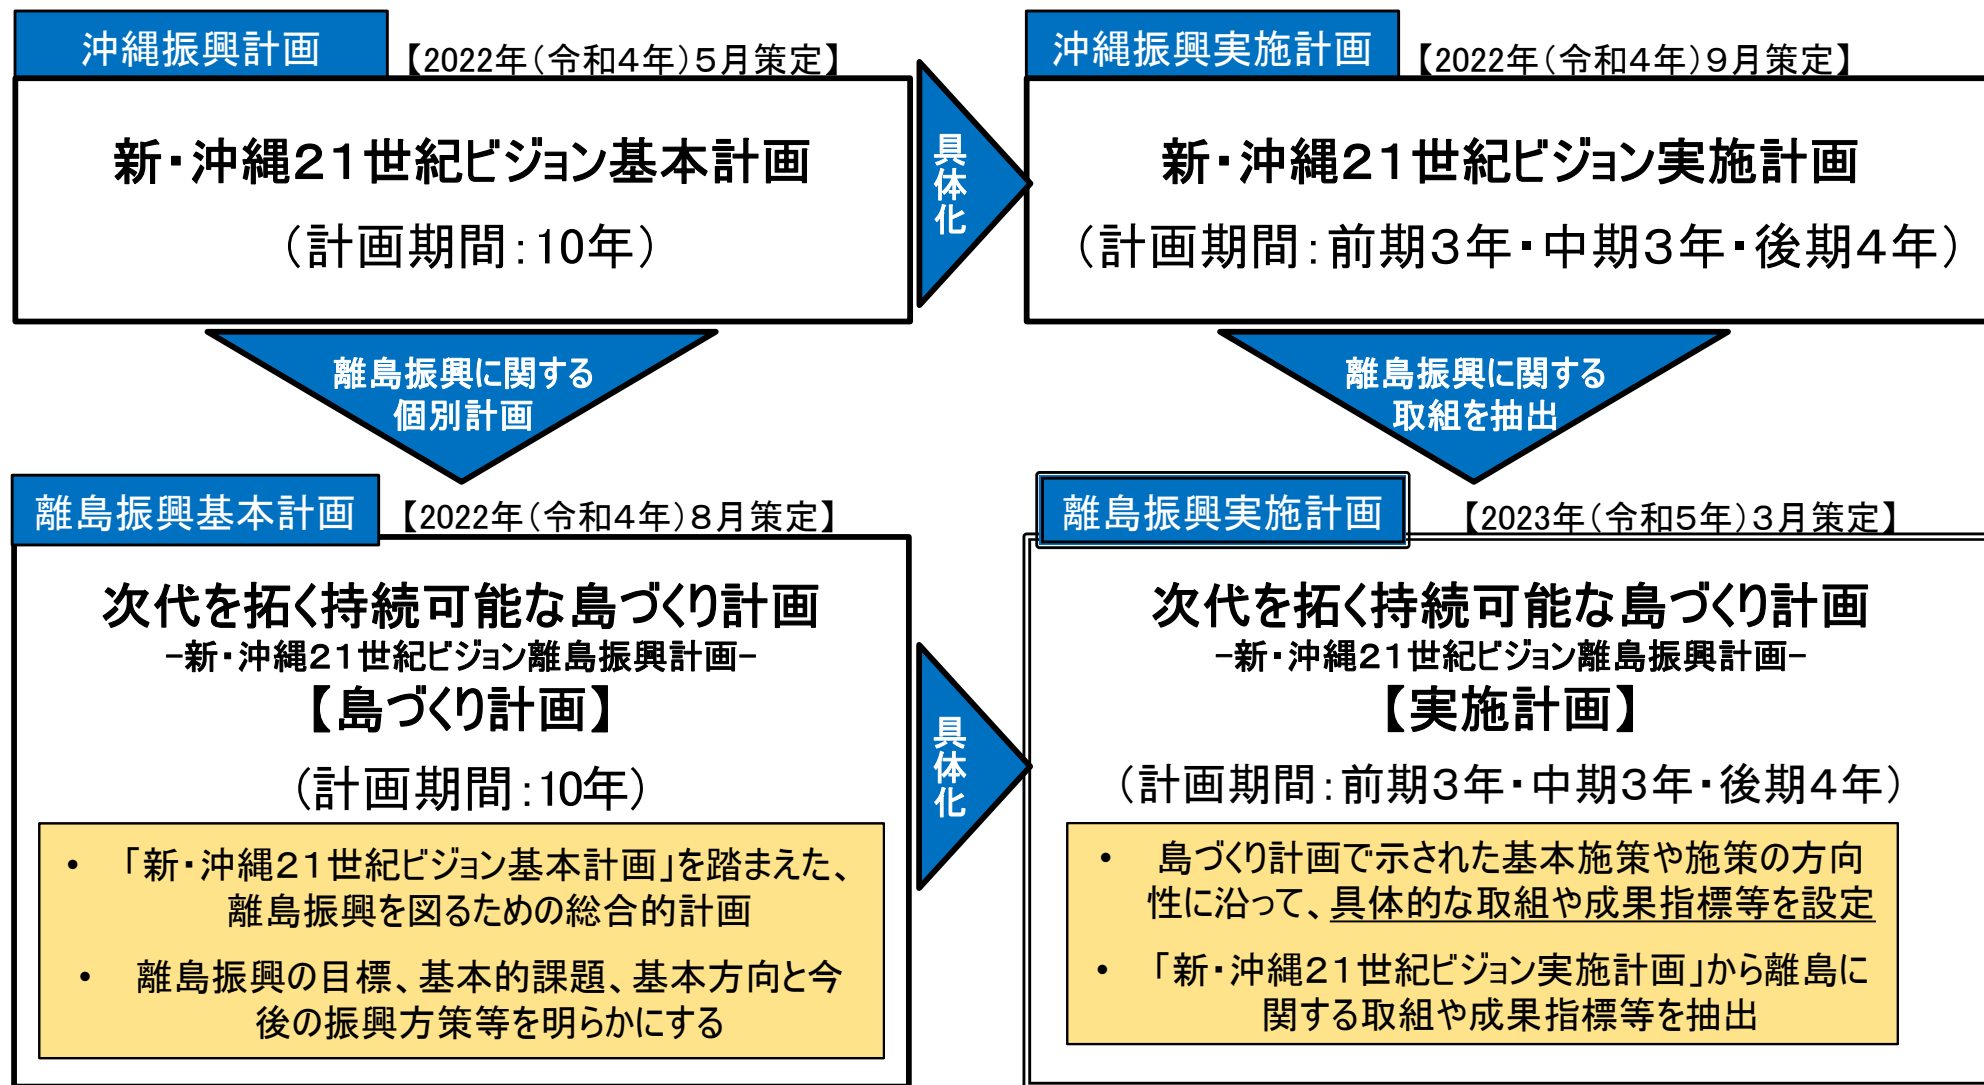 沖縄振興計画
【2022年(令和4年)5月策定】
新・沖縄21世紀ビジョン基本計画
(計画期間:10年)
具体化
沖縄振興実施計画
【2022年(令和4年)9月策定】
新・沖縄21世紀ビジョン実施計画
(計画期間:前期3年・中期3年・後期4年)
離島振興に関する
個別計画
離島振興に関する
取組を抽出
離島振興基本計画
【2022年(令和4年)8月策定】
次代を拓く持続可能な島づくり計画
-新・沖縄21世紀ビジョン離島振興計画-
【島づくり計画】
(計画期間:10年)
• 「新・沖縄21世紀ビジョン基本計画」を踏まえた、
離島振興を図るための総合的計画
• 離島振興の目標、基本的課題、基本方向と今
後の振興方策等を明らかにする
具体化
離島振興実施計画
【2023年(令和5年)3月策定】
次代を拓く持続可能な島づくり計画
-新・沖縄21世紀ビジョン離島振興計画-
【実施計画】
(計画期間:前期3年・中期3年・後期4年)
• 島づくり計画で示された基本施策や施策の方向
性に沿って、具体的な取組や成果指標等を設定
• 「新・沖縄21世紀ビジョン実施計画」から離島に
関する取組や成果指標等を抽出